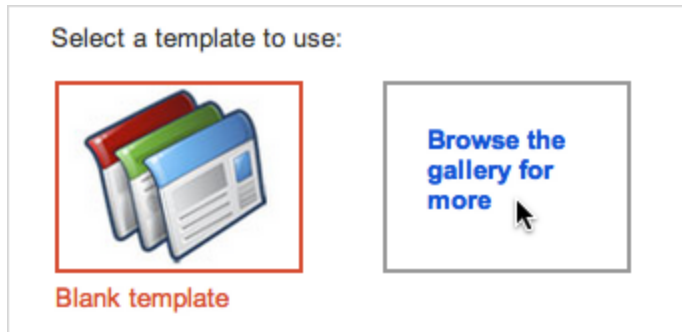 Select a template to use:
Browse the
gallery for
more
Blank template